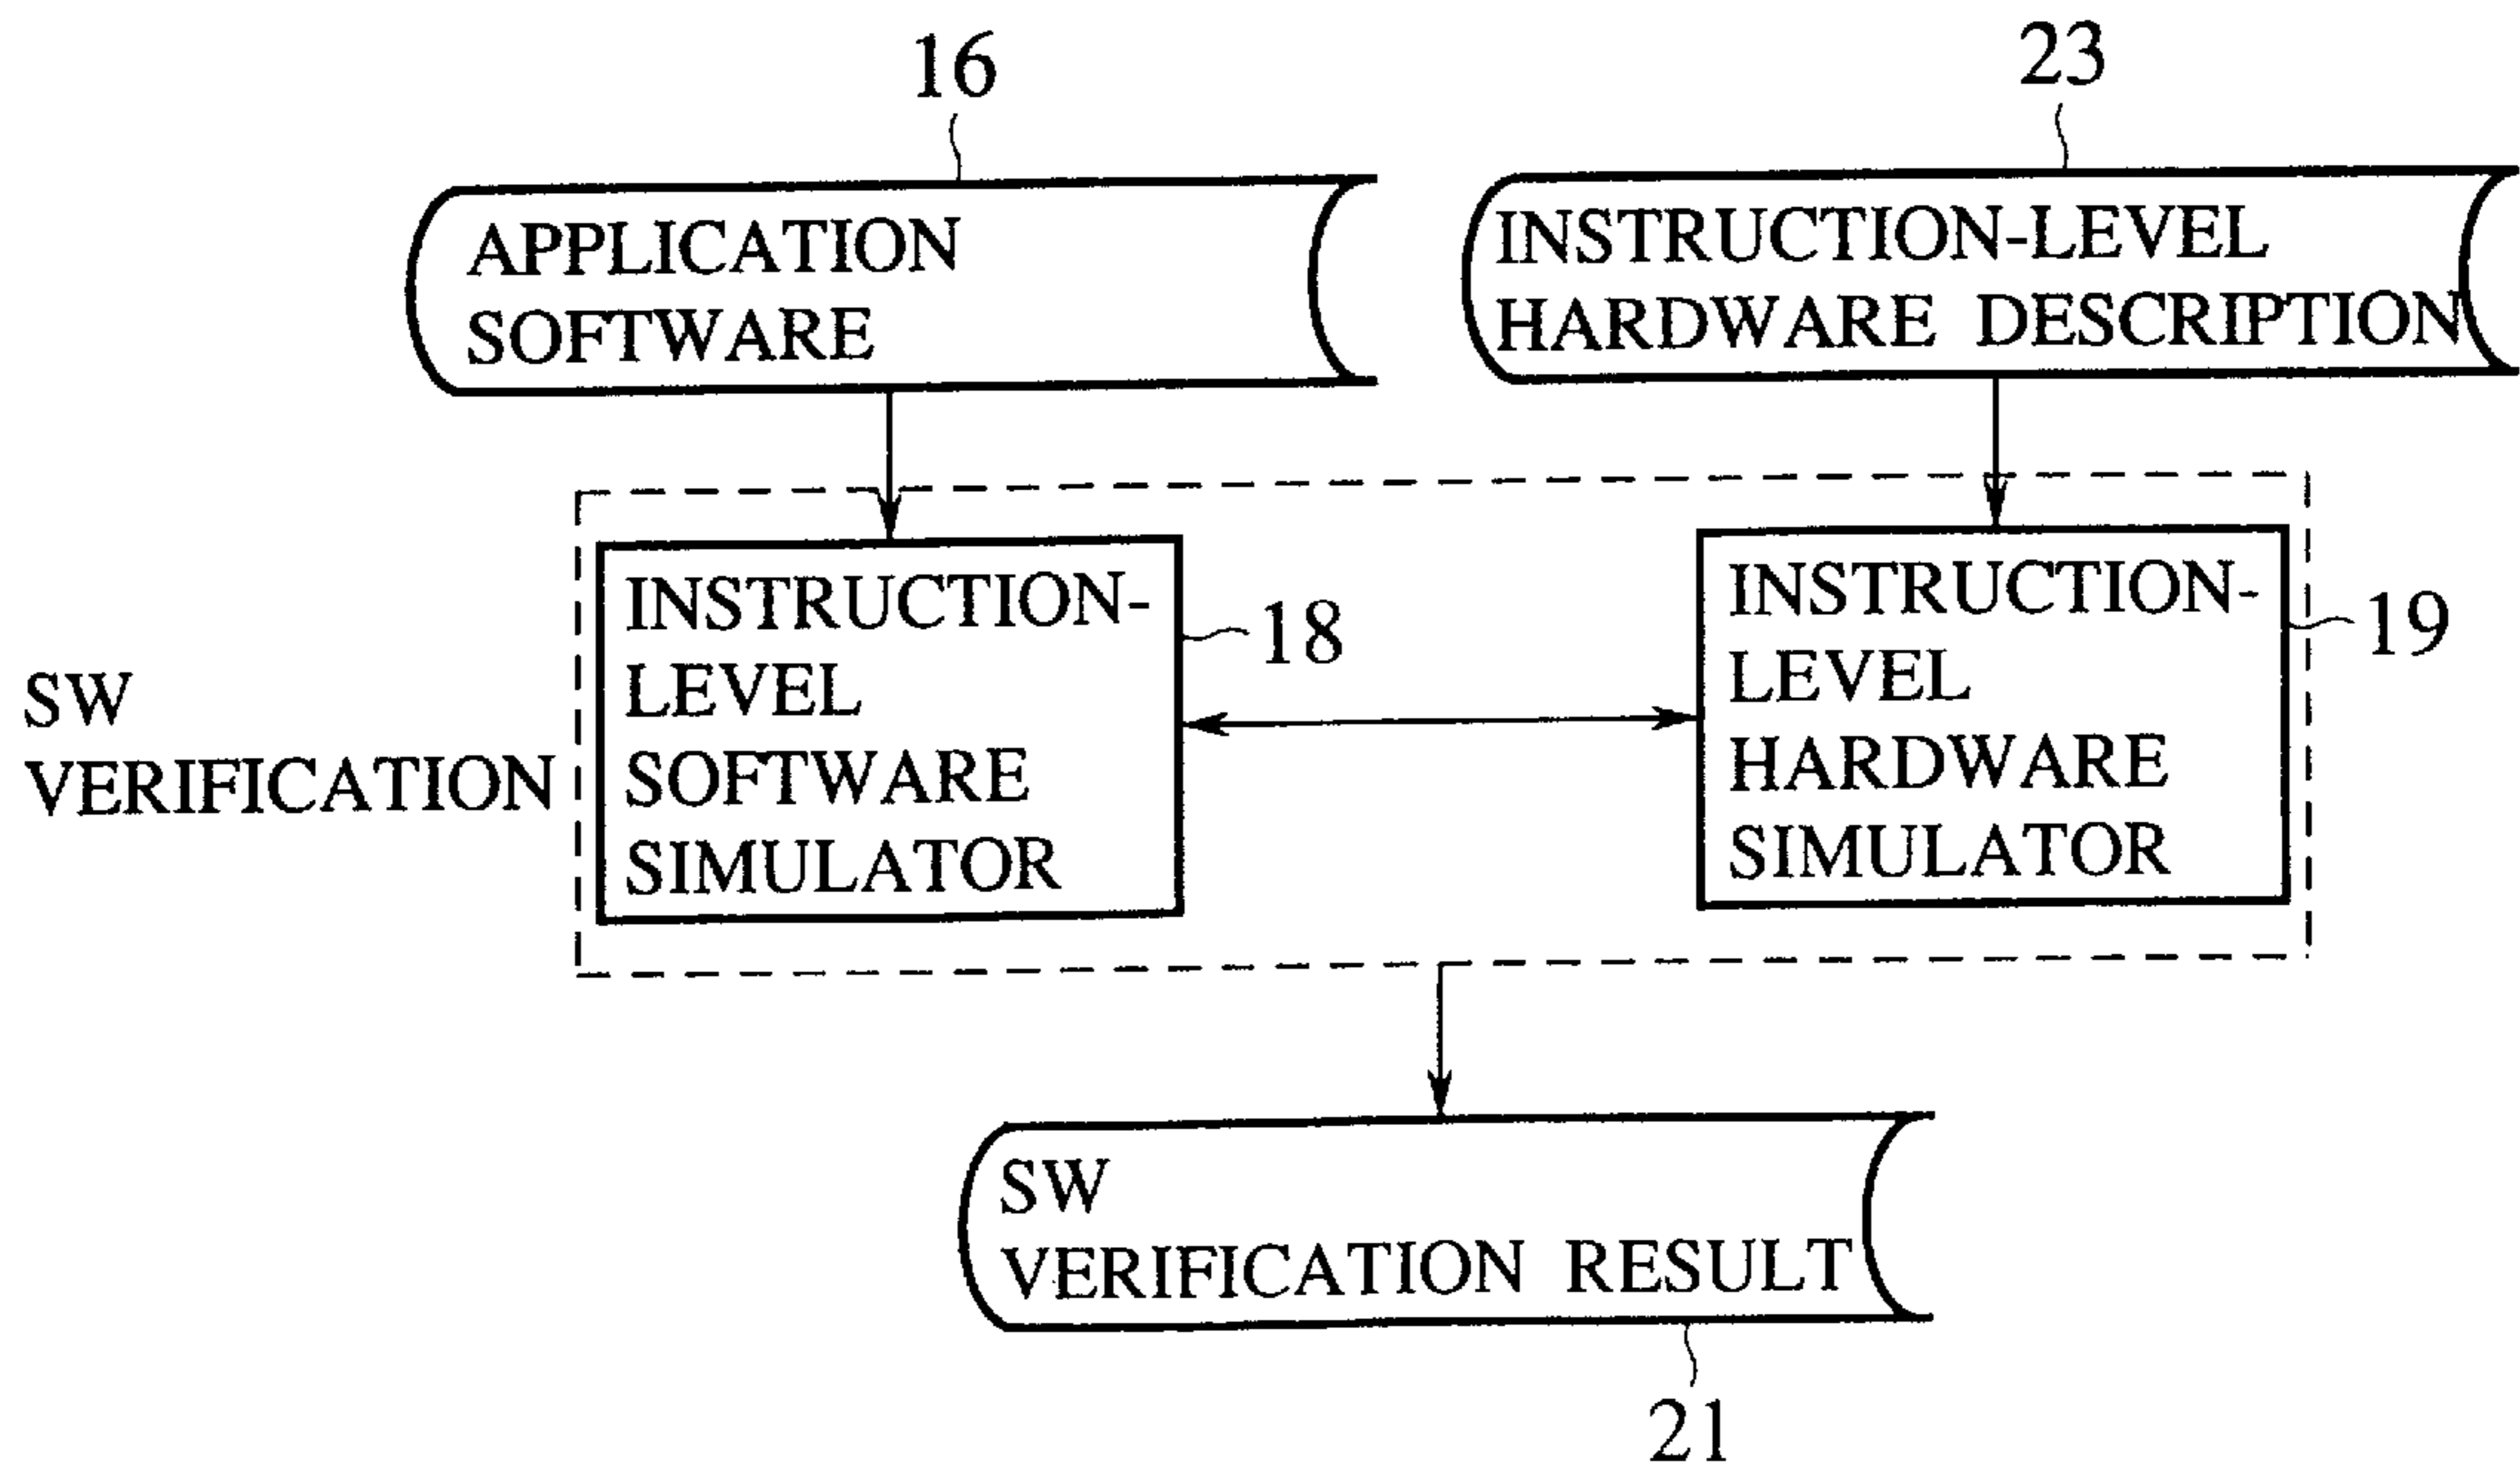 16
23
APPLICATION
SOFTWARE
INSTRUCTION-LEVEL
HARDWARE DESCRIPTION
SW
VERIFICATION
INSTRUCTION-
LEVEL
SOFTWARE
SIMULATOR
18
INSTRUCTION-
LEVEL
HARDWARE
SIMULATOR
19
SW
VERIFICATION RESULT
21